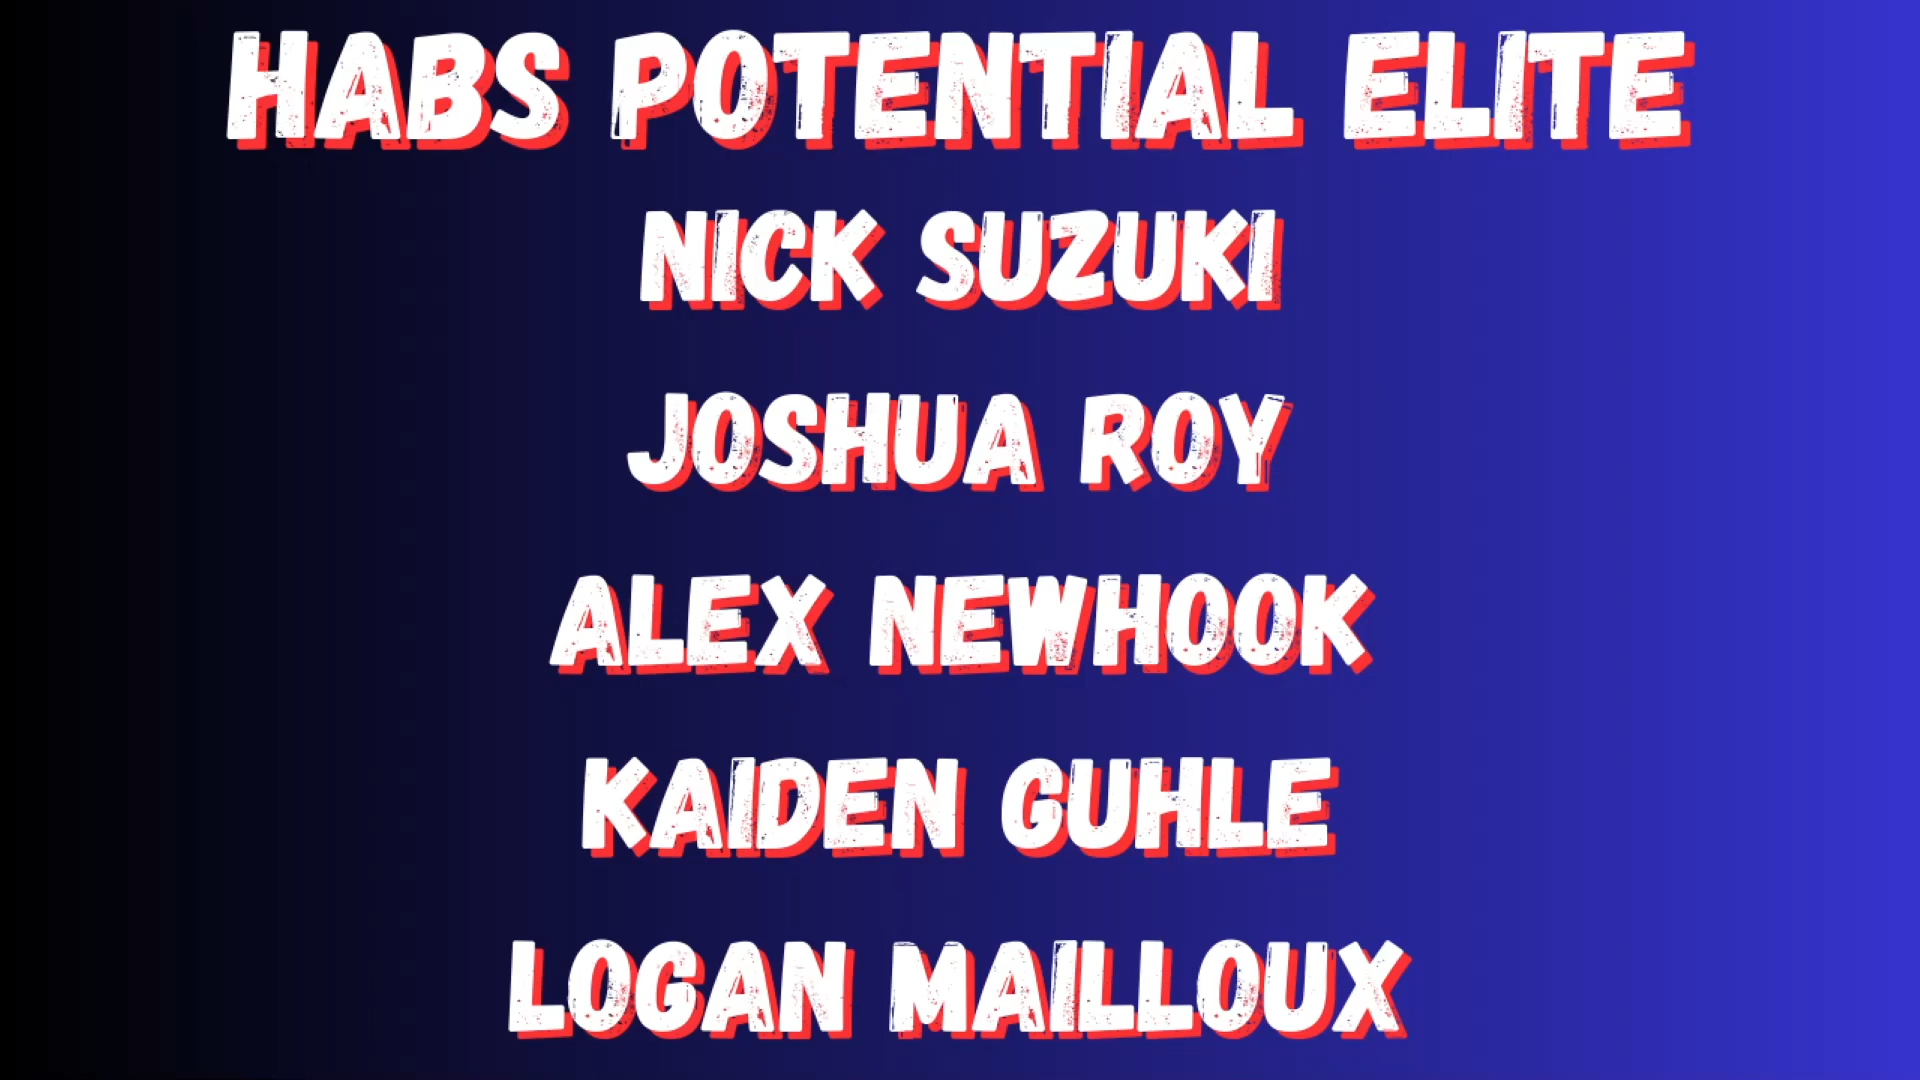 HABS POTENTIAL ELITE
NICK SUZUKI
JOSHUA ROY
ALEX NEWHOOK
KAIDEN GUHLE
LOGAN MAILLOUX